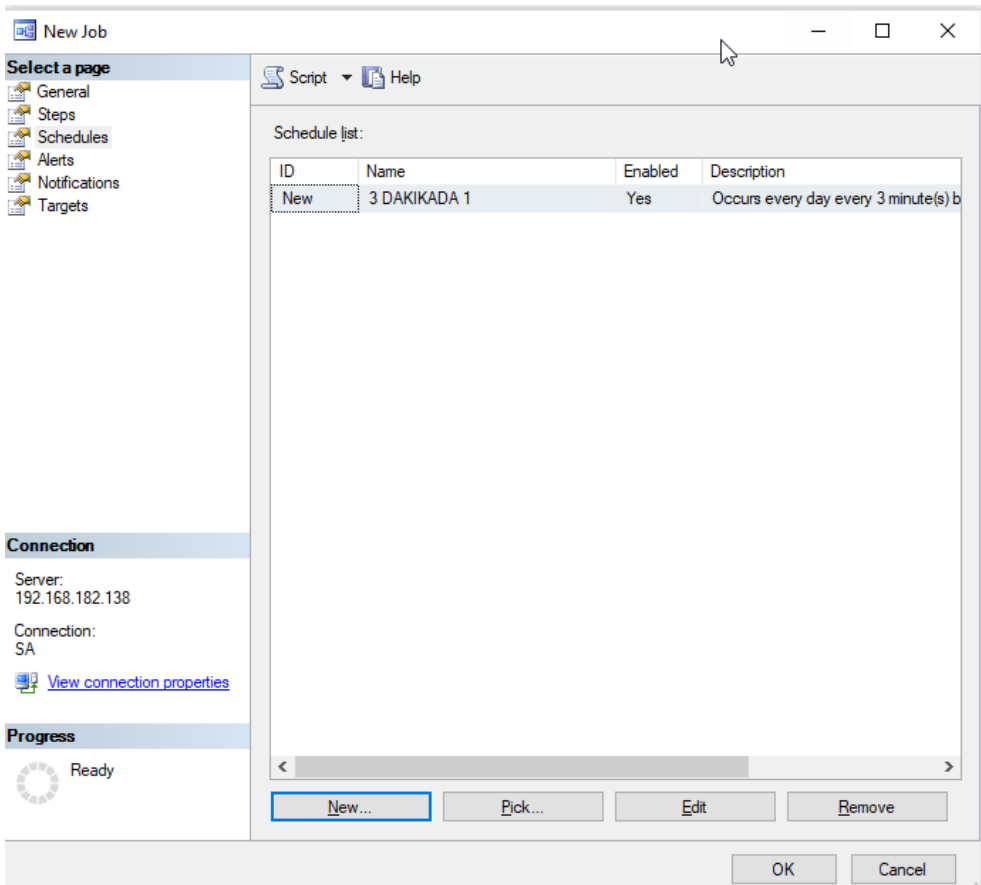 New Job
Select a page
General
Steps
Schedules
Alerts
Notifications
Targets
Script Help
Schedule list:
ID Name Enabled Description
New 3 DAKIKADA 1 Yes Occurs every day every 3 minute(s) b
Connection
Server:
192.168.182.138
Connection:
SA
View connection properties
Progress
Ready
New... Pick... Edit Remove
OK Cancel